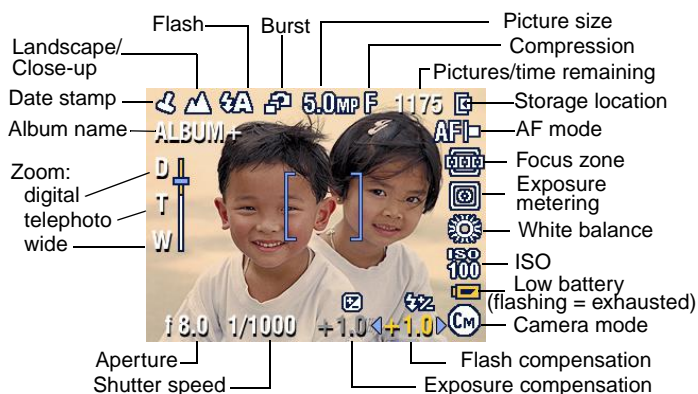 Flash
Burst
Picture size
Landscape/
Close-up
Compression
Pictures/time remaining
Date stamp
Storage location
Album name
AF mode
Zoom:
digital
telephoto
wide
Focus zone
Exposure
metering
White balance
ISO
Low battery
(flashing = exhausted)
Camera mode
Aperture
Shutter speed
Flash compensation
Exposure compensation
A 5.0MP F 1175
ALBUM+ AF
D
T
W
ISO
100
f 8.0 1/1000 +1.0 +1.0 CM